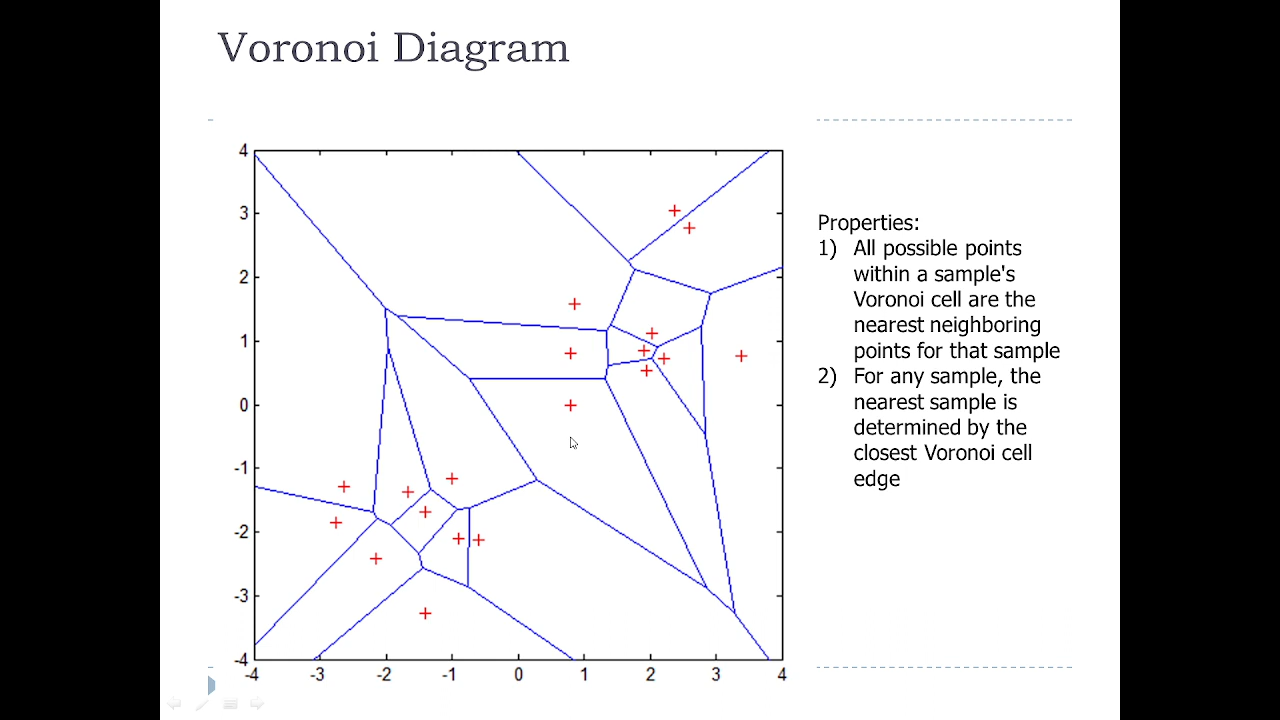 Voronoi Diagram
4
3
2
1
0
-1
-2
-3
-4
-4 -3 -2 -1 0 1 2 3 4
Properties:
1) All possible points
within a sample's
Voronoi cell are the
nearest neighboring
points for that sample
2) For any sample, the
nearest sample is
determined by the
closest Voronoi cell
edge